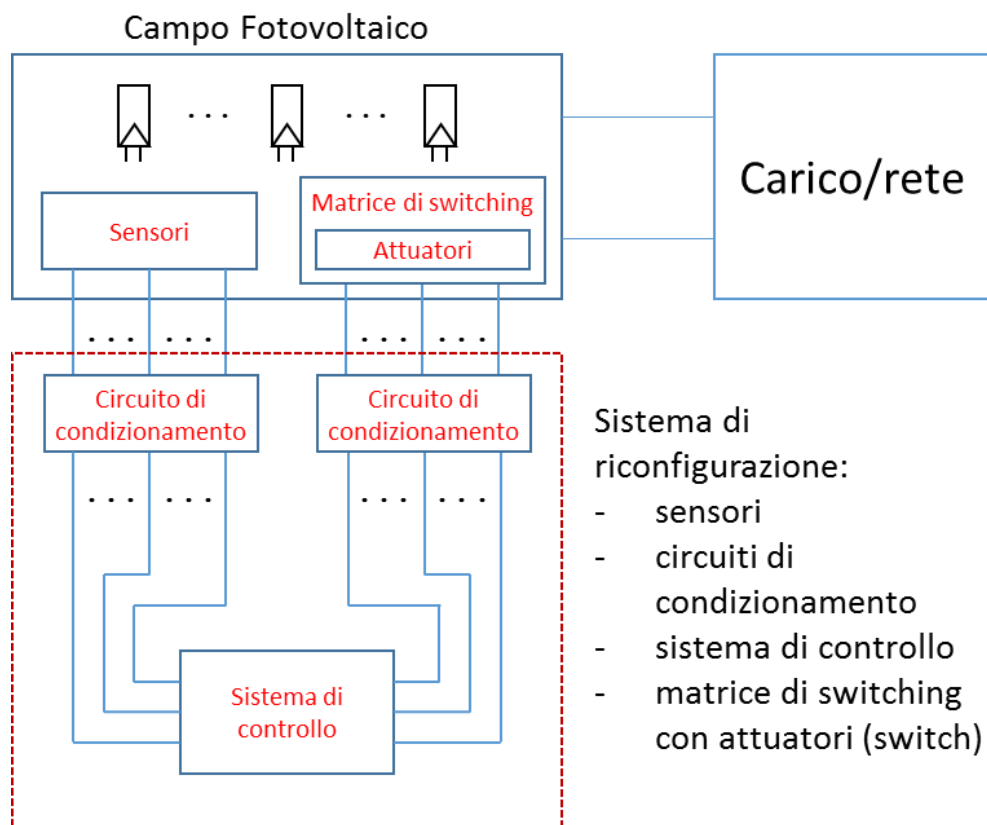 Campo Fotovoltaico
. . .
. . .
Carico/rete
Sensori
Matrice di switching
Attuatori
. . .
. . .
. . .
. . .
Circuito di
condizionamento
Circuito di
condizionamento
. . .
. . .
. . .
. . .
Sistema di
controllo
Sistema di
riconfigurazione:
- sensori
- circuiti di
condizionamento
- sistema di controllo
- matrice di switching
con attuatori (switch)